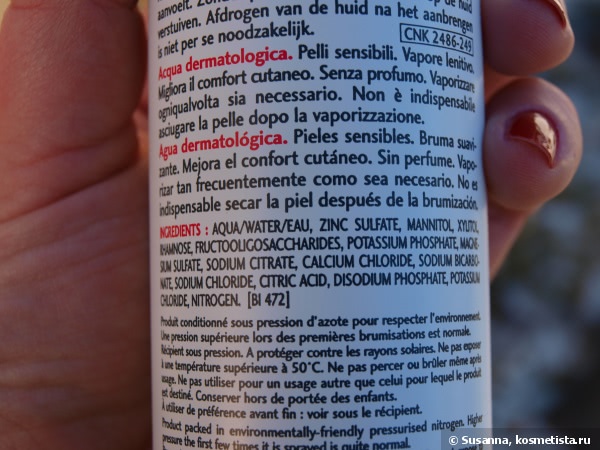 aanvoelt. Zonder
verstuiven. Afdrogen van de huid na het aanbrengen
is niet per se noodzakelijk.
CNK 2486-249
Acqua dermatologica. Pelli sensibili. Vapore lenitivo.
Migliora il comfort cutaneo. Senza profumo. Vaporizzare
ogniqualvolta sia necessario. Non è indispensabile
asciugare la pelle dopo la vaporizzazione.
Agua dermatológica. Pieles sensibles. Bruma suavi-
zante. Mejora el confort cutáneo. Sin perfume. Vapo-
rizar tan frecuentemente como sea necesario. No es
indispensable secar la piel después de la brumización.
INGREDIENTS : AQUA/WATER/EAU, ZINC SULFATE, MANNITOL, XYLITOL,
RHAMNOSE, FRUCTOOLIGOSACCHARIDES, POTASSIUM PHOSPHATE, MAGNE-
SIUM SULFATE, SODIUM CITRATE, CALCIUM CHLORIDE, SODIUM BICARBO-
NATE, SODIUM CHLORIDE, CITRIC ACID, DISODIUM PHOSPHATE, POTASSIUM
CHLORIDE, NITROGEN. [BI 472]
Produit conditionné sous pression d'azote pour respecter l'environnement.
Une pression supérieure lors des premières brumisations est normale.
Récipient sous pression. A protéger contre les rayons solaires. Ne pas exposer
à une température supérieure à 50°C. Ne pas percer ou brûler même après
usage. Ne pas utiliser pour un usage autre que celui pour lequel le produit
est destiné. Conserver hors de portée des enfants.
A utiliser de préférence avant fin : voir sous le récipient.
Product packed in environmentally-friendly pressurised nitrogen. Higher
pressure the first few times it is sprayed is quite normal.
© Susanna, kosmetista.ru